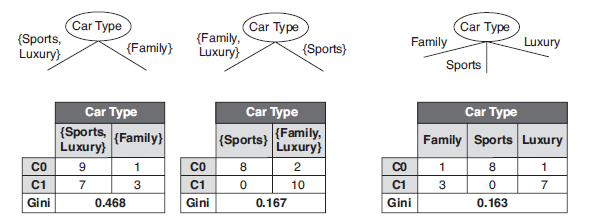 Car Type
{Sports,
Luxury}
{Family}
Car Type
{Family,
Luxury}
{Sports}
Car Type
Family
Luxury
Sports
Car Type
{Sports,
Luxury} {Family}
C0 9 1
C1 7 3
Gini 0.468
Car Type
{Sports} {Family,
Luxury}
C0 8 2
C1 0 10
Gini 0.167
Car Type
Family Sports Luxury
C0 1 8 1
C1 3 0 7
Gini 0.163